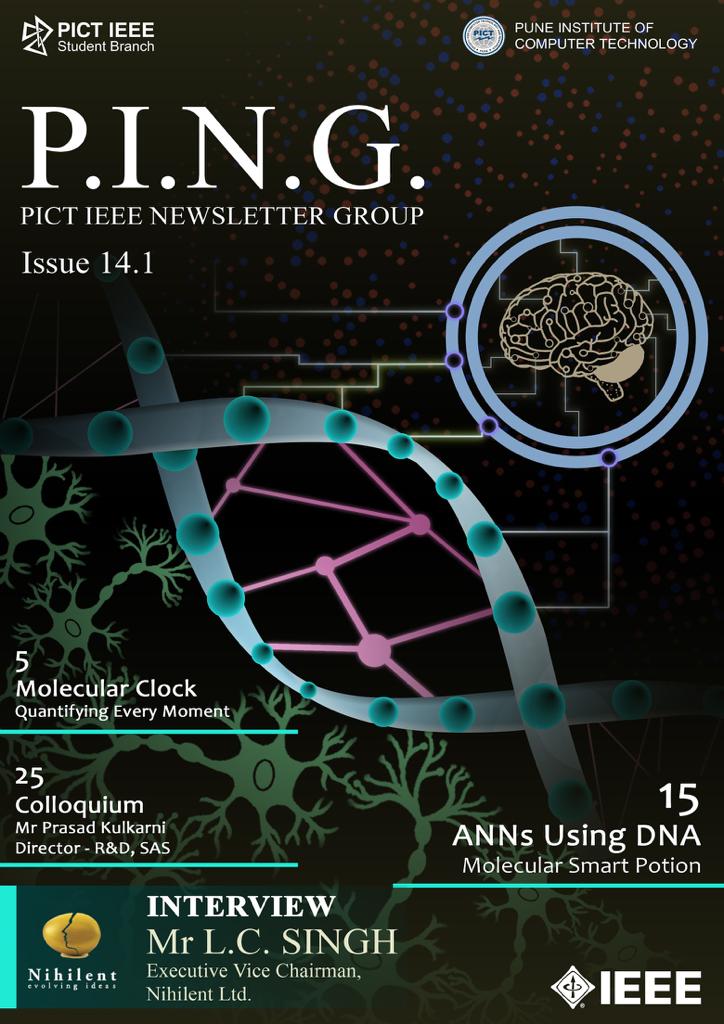 PICT IEEE
Student Branch
PICT
PUNE INSTITUTE OF
COMPUTER TECHNOLOGY
P.I.N.G.
PICT IEEE NEWSLETTER GROUP
Issue 14.1
5
Molecular Clock
Quantifying Every Moment
25
Colloquium
Mr Prasad Kulkarni
Director - R&D, SAS
15
ANNs Using DNA
Molecular Smart Potion
INTERVIEW
Mr L.C. SINGH
Executive Vice Chairman,
Nihilent Ltd.
Nihilent
evolving ideas
IEEE